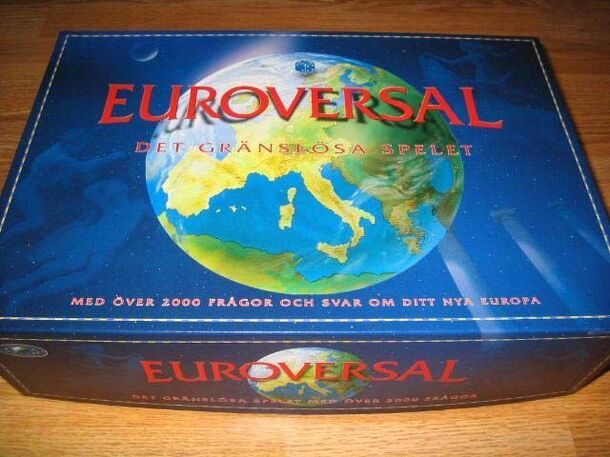 EUROVERSAL
DET GRÄNSLÖSA SPELET
MED ÖVER 2000 FRÅGOR OCH SVAR OM DITT NYA EUROPA
EUROVERSAL
DET GRÄNSLÖSA SPELET MED ÖVER 2000 FRÅGOR